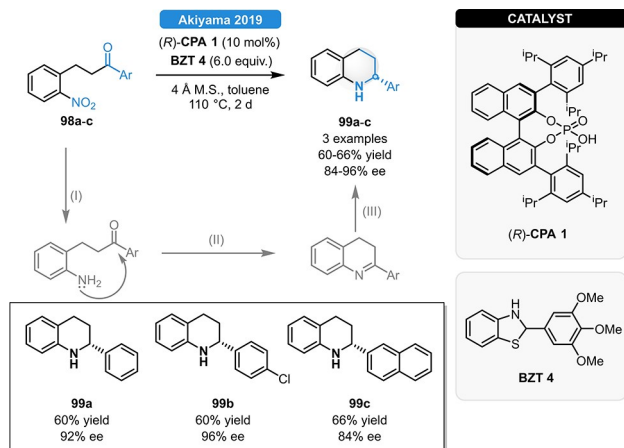 Akiyama 2019
(R)-CPA 1 (10 mol%)
BZT 4 (6.0 equiv.)
4 Å M.S., toluene
110 °C, 2 d
O
Ar
NO2
98a-c
N
H
Ar
99a-c
3 examples
60-66% yield
84-96% ee
(I)
O
Ar
NH2
(II)
(III)
N
Ar
N
H
99a
60% yield
92% ee
N
H
Cl
99b
60% yield
96% ee
N
H
99c
66% yield
84% ee
CATALYST
iPr
iPr
iPr
O
O
P
O
OH
iPr
iPr
iPr
(R)-CPA 1
H
N
S
OMe
OMe
OMe
BZT 4